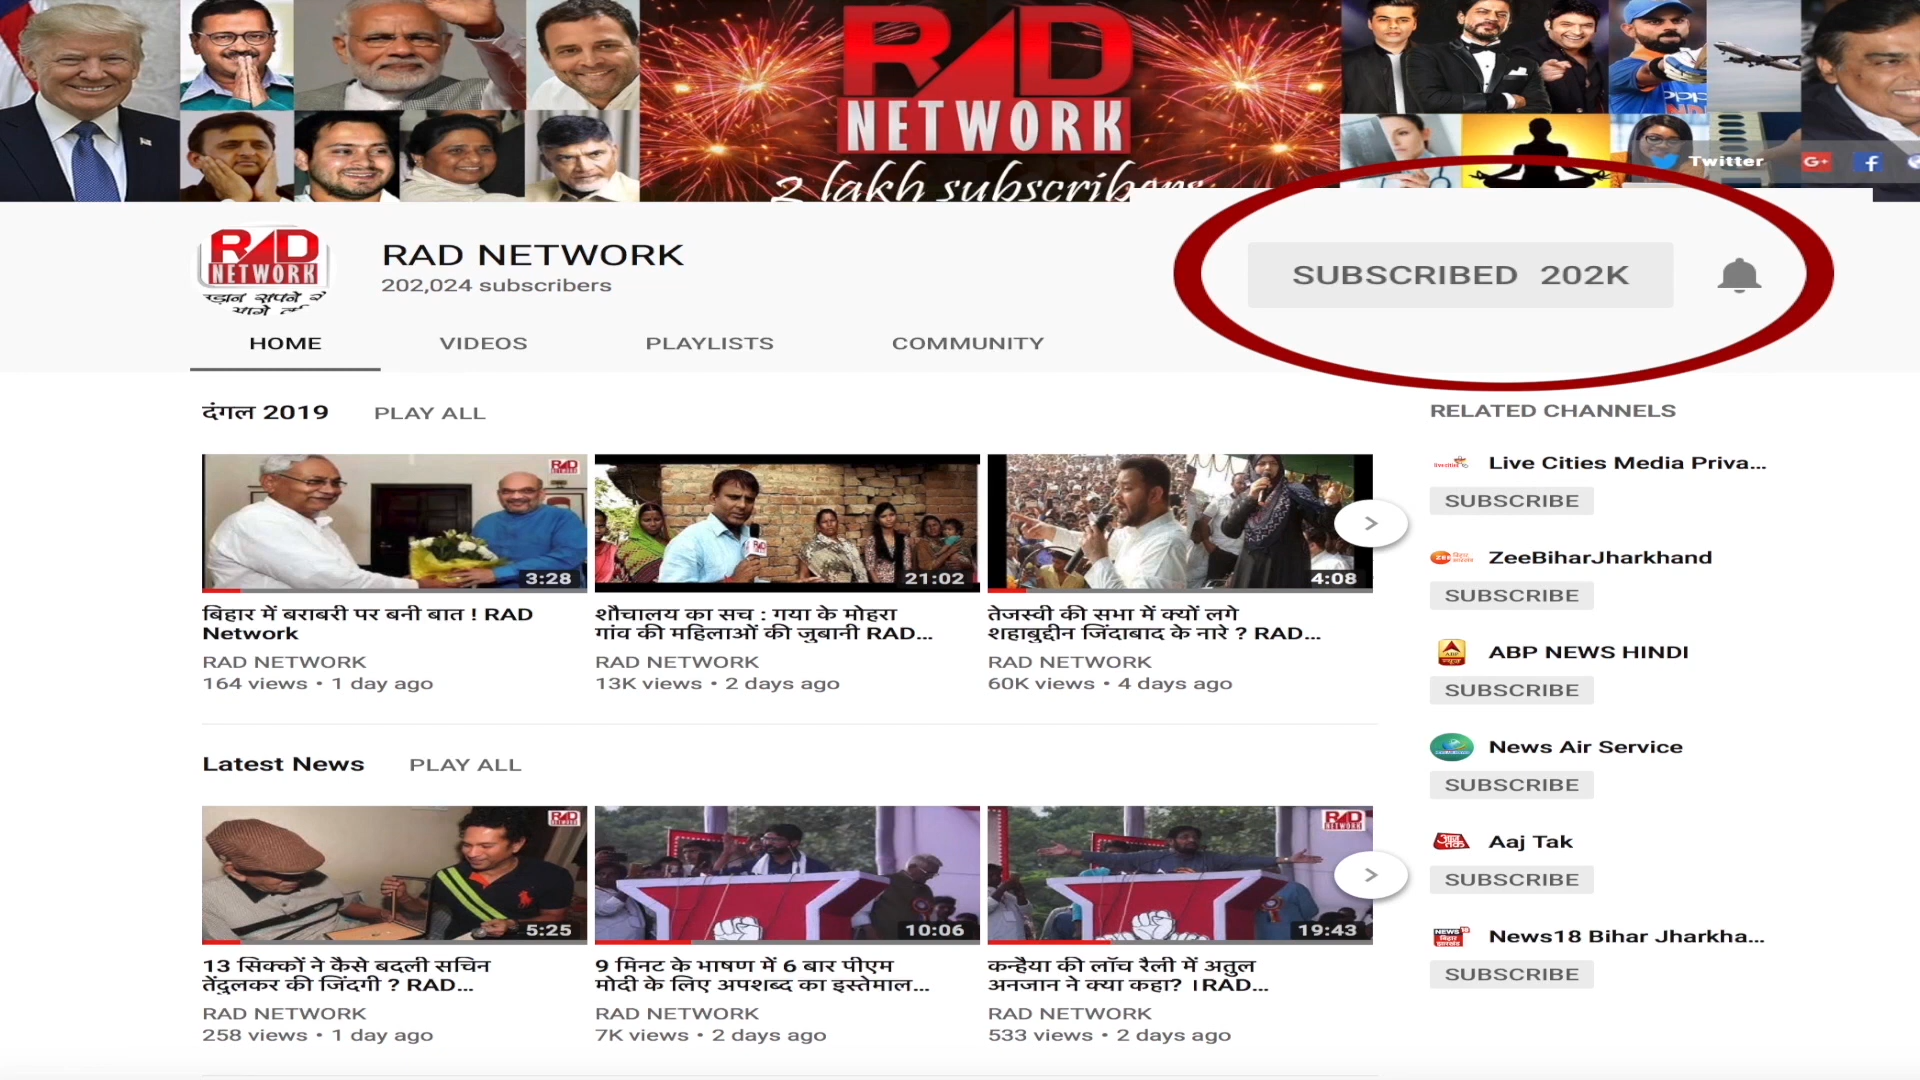 RAD
NETWORK
2 lakh subscribers
Twitter
RAD
NETWORK
RAD NETWORK
202,024 subscribers
SUBSCRIBED 202K
HOME VIDEOS PLAYLISTS COMMUNITY
दंगल 2019 PLAY ALL
3:28
21:02
4:08
बिहार में बराबरी पर बनी बात ! RAD
Network
RAD NETWORK
164 views • 1 day ago
शौचालय का सच : गया के मोहरा
गांव की महिलाओं की जुबानी RAD...
RAD NETWORK
13K views • 2 days ago
तेजस्वी की सभा में क्यों लगे
शहाबुद्दीन जिंदाबाद के नारे ? RAD...
RAD NETWORK
60K views • 4 days ago
Latest News PLAY ALL
5:25
10:06
19:43
13 सिक्कों ने कैसे बदली सचिन
तेंदुलकर की जिंदगी ? RAD...
RAD NETWORK
258 views • 1 day ago
9 मिनट के भाषण में 6 बार पीएम
मोदी के लिए अपशब्द का इस्तेमाल...
RAD NETWORK
7K views • 2 days ago
कन्हैया की लॉच रैली में अतुल
अनजान ने क्या कहा? । RAD...
RAD NETWORK
533 views • 2 days ago
RELATED CHANNELS
Live Cities Media Priva...
SUBSCRIBE
ZeeBiharJharkhand
SUBSCRIBE
ABP NEWS HINDI
SUBSCRIBE
News Air Service
SUBSCRIBE
Aaj Tak
SUBSCRIBE
News18 Bihar Jharkha...
SUBSCRIBE